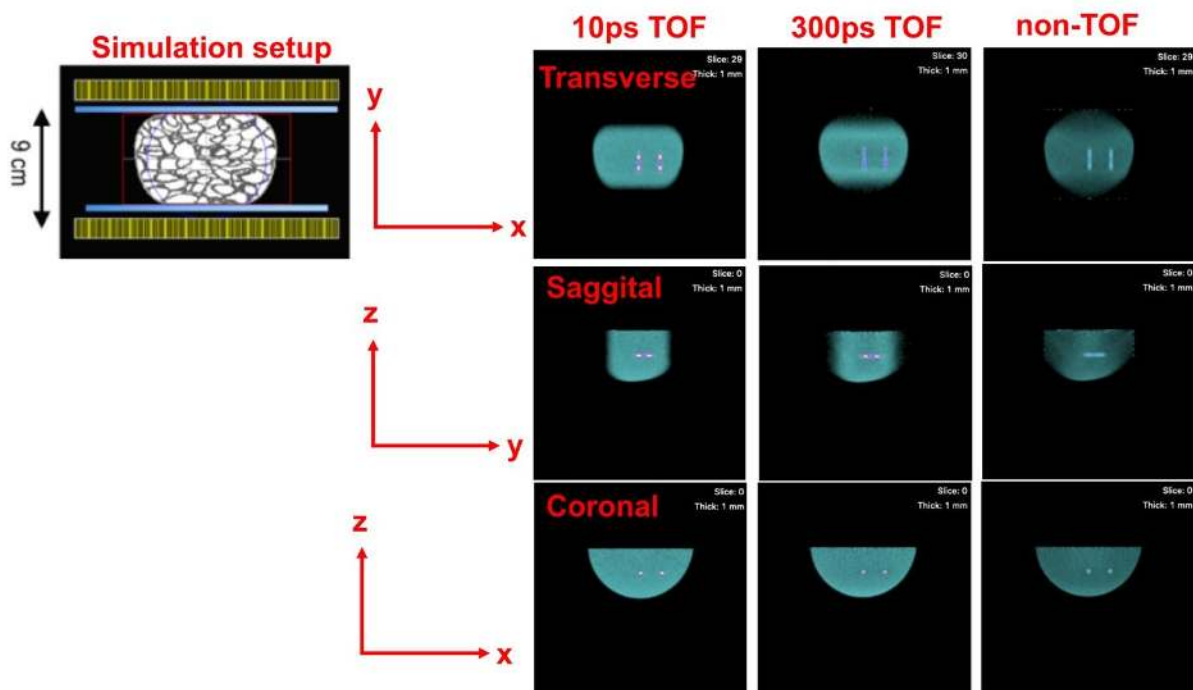 Simulation setup
10ps TOF
300ps TOF
non-TOF
9 cm
y
x
Transverse
Slice: 29
Thick: 1 mm
Slice: 30
Thick: 1 mm
Slice: 29
Thick: 1 mm
z
y
Saggital
Slice: 0
Thick: 1 mm
Slice: 0
Thick: 1 mm
Slice: 0
Thick: 1 mm
z
x
Coronal
Slice: 0
Thick: 1 mm
Slice: 0
Thick: 1 mm
Slice: 0
Thick: 1 mm